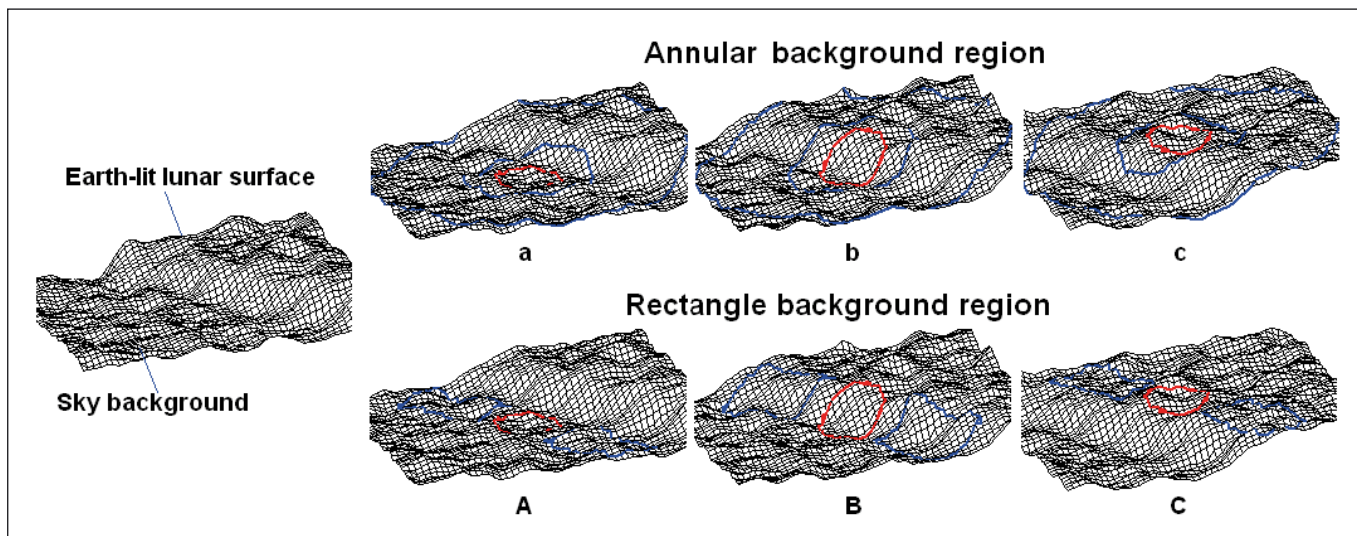 Annular background region
Earth-lit lunar surface
a
b
c
Rectangle background region
Sky background
A
B
C